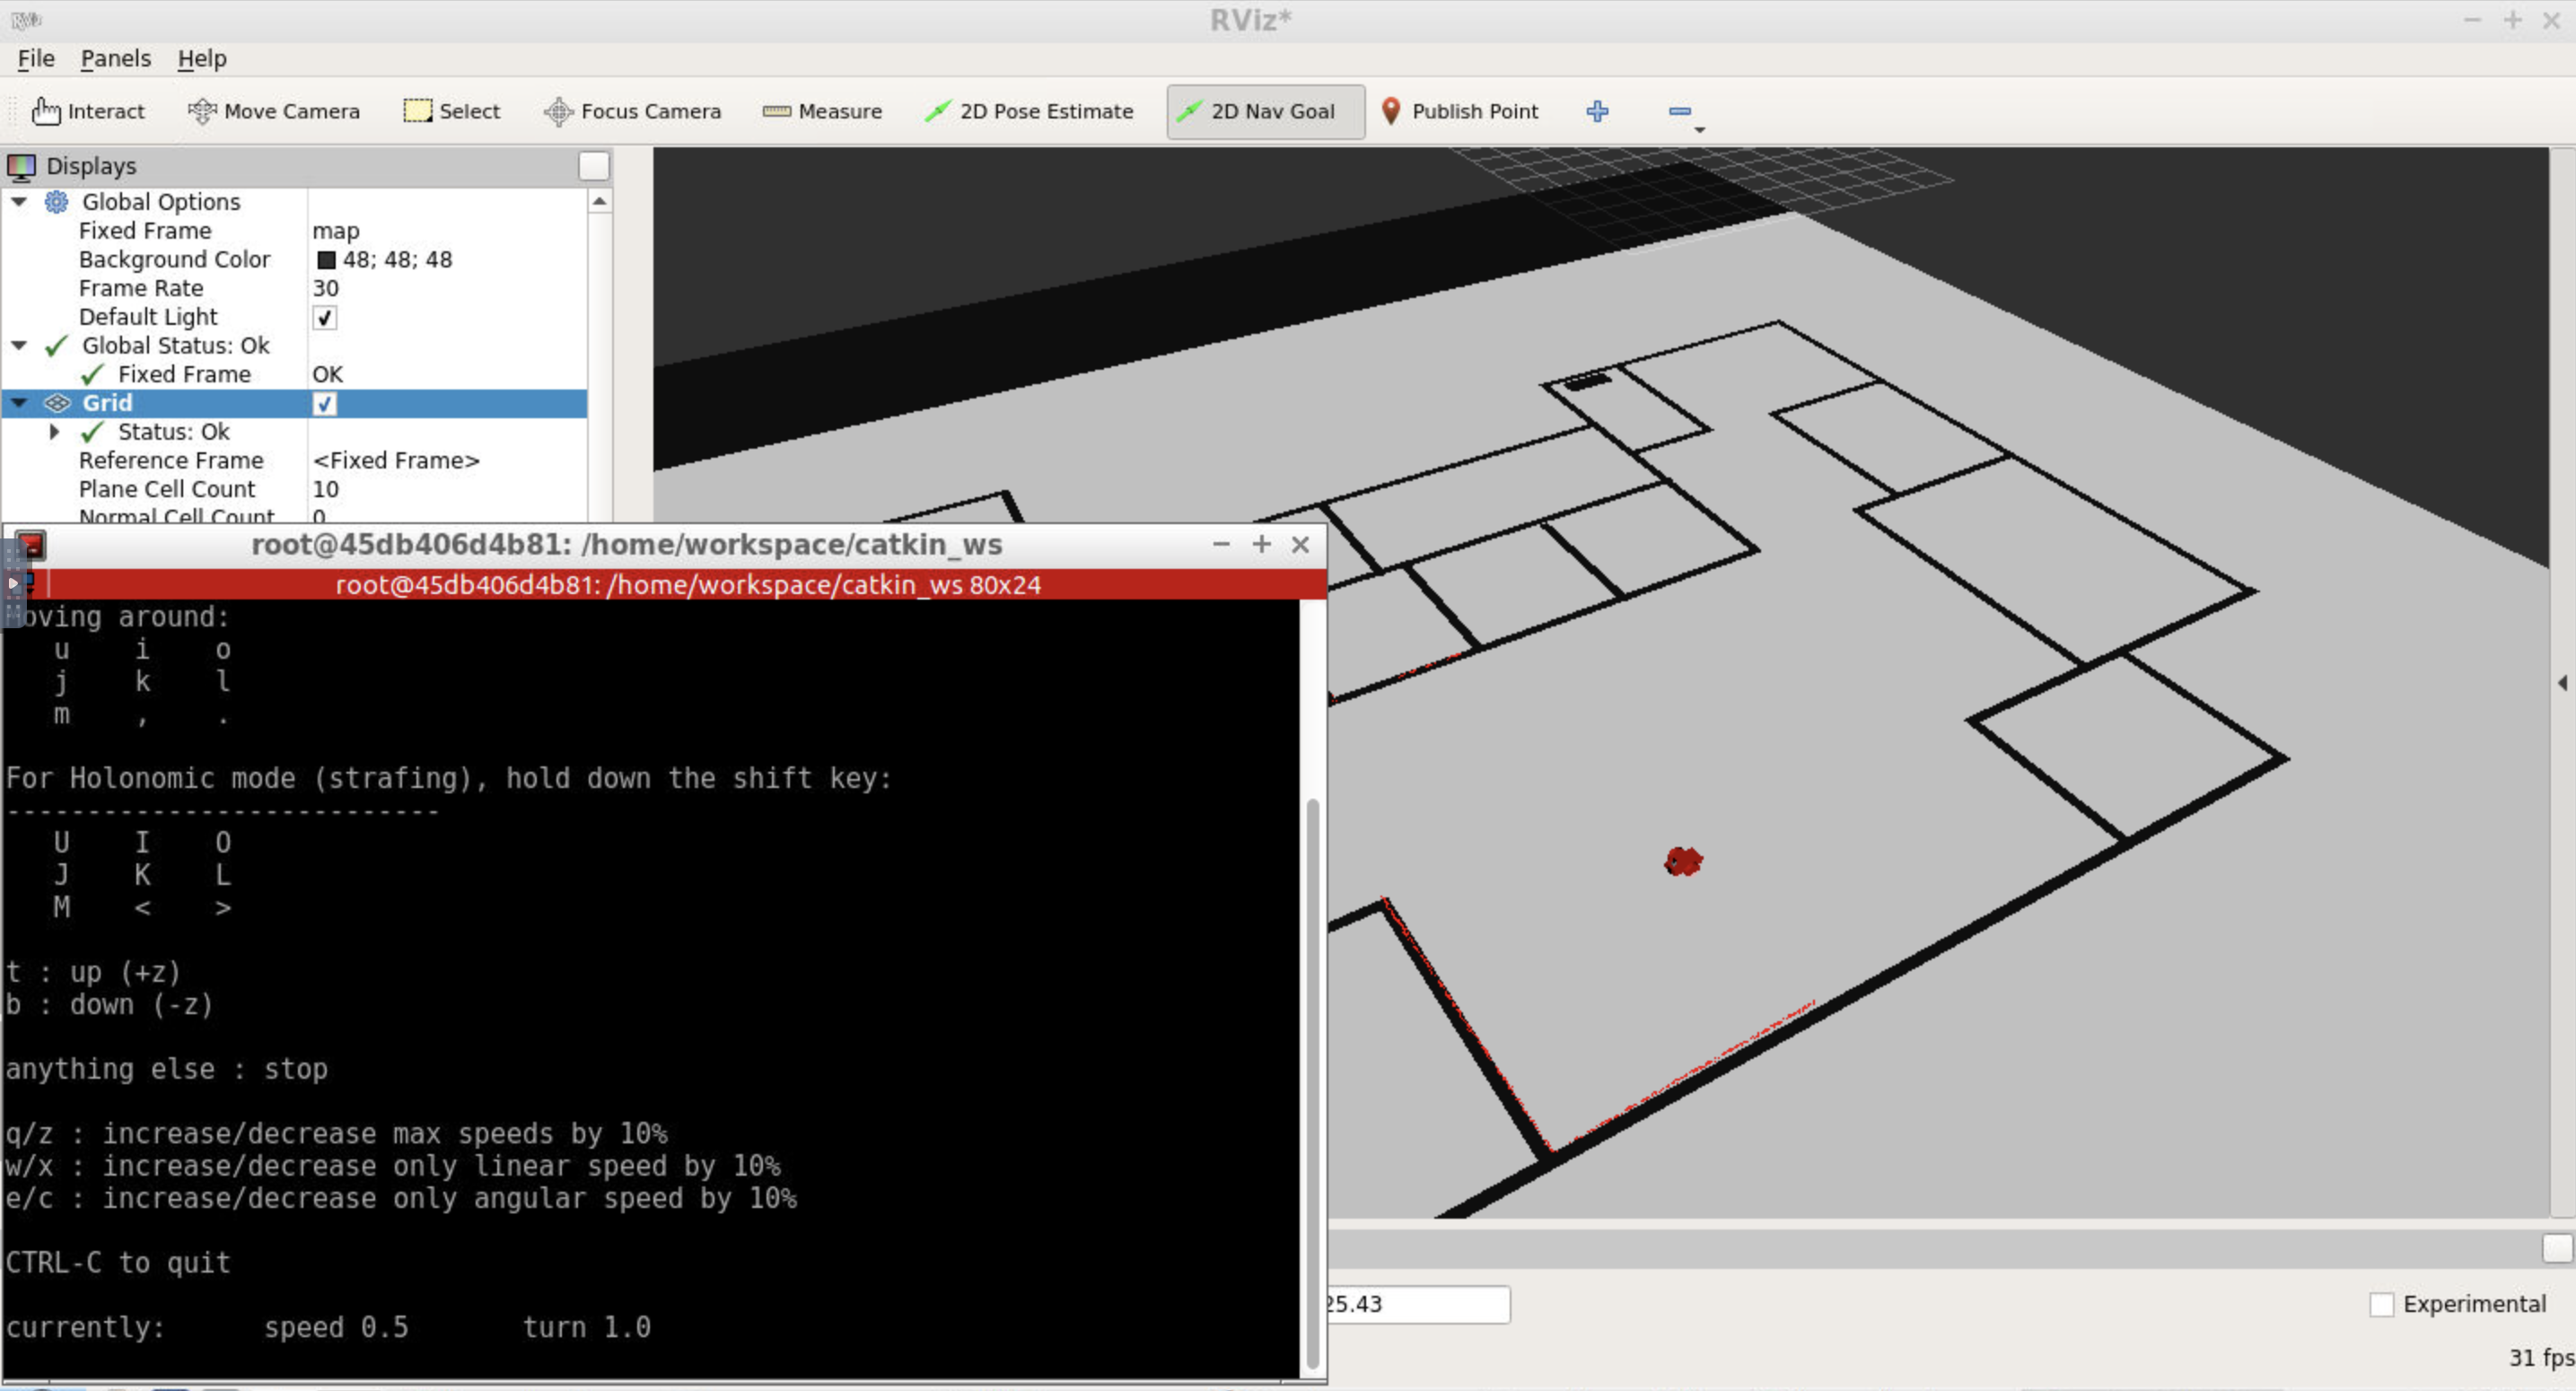 RViz*
File Panels Help
Interact Move Camera Select Focus Camera Measure 2D Pose Estimate 2D Nav Goal Publish Point
Displays
Global Options
Fixed Frame map
Background Color 48; 48; 48
Frame Rate 30
Default Light
Global Status: Ok
Fixed Frame OK
Grid
Status: Ok
Reference Frame <Fixed Frame>
Plane Cell Count 10
Normal Cell Count 0
root@45db406d4b81: /home/workspace/catkin_ws
root@45db406d4b81: /home/workspace/catkin_ws 80x24
Moving around:
u i o
j k l
m , .
For Holonomic mode (strafing), hold down the shift key:
---------------------------
U I O
J K L
M < >
t : up (+z)
b : down (-z)
anything else : stop
q/z : increase/decrease max speeds by 10%
w/x : increase/decrease only linear speed by 10%
e/c : increase/decrease only angular speed by 10%
CTRL-C to quit
currently: speed 0.5 turn 1.0
25.43
Experimental
31 fps